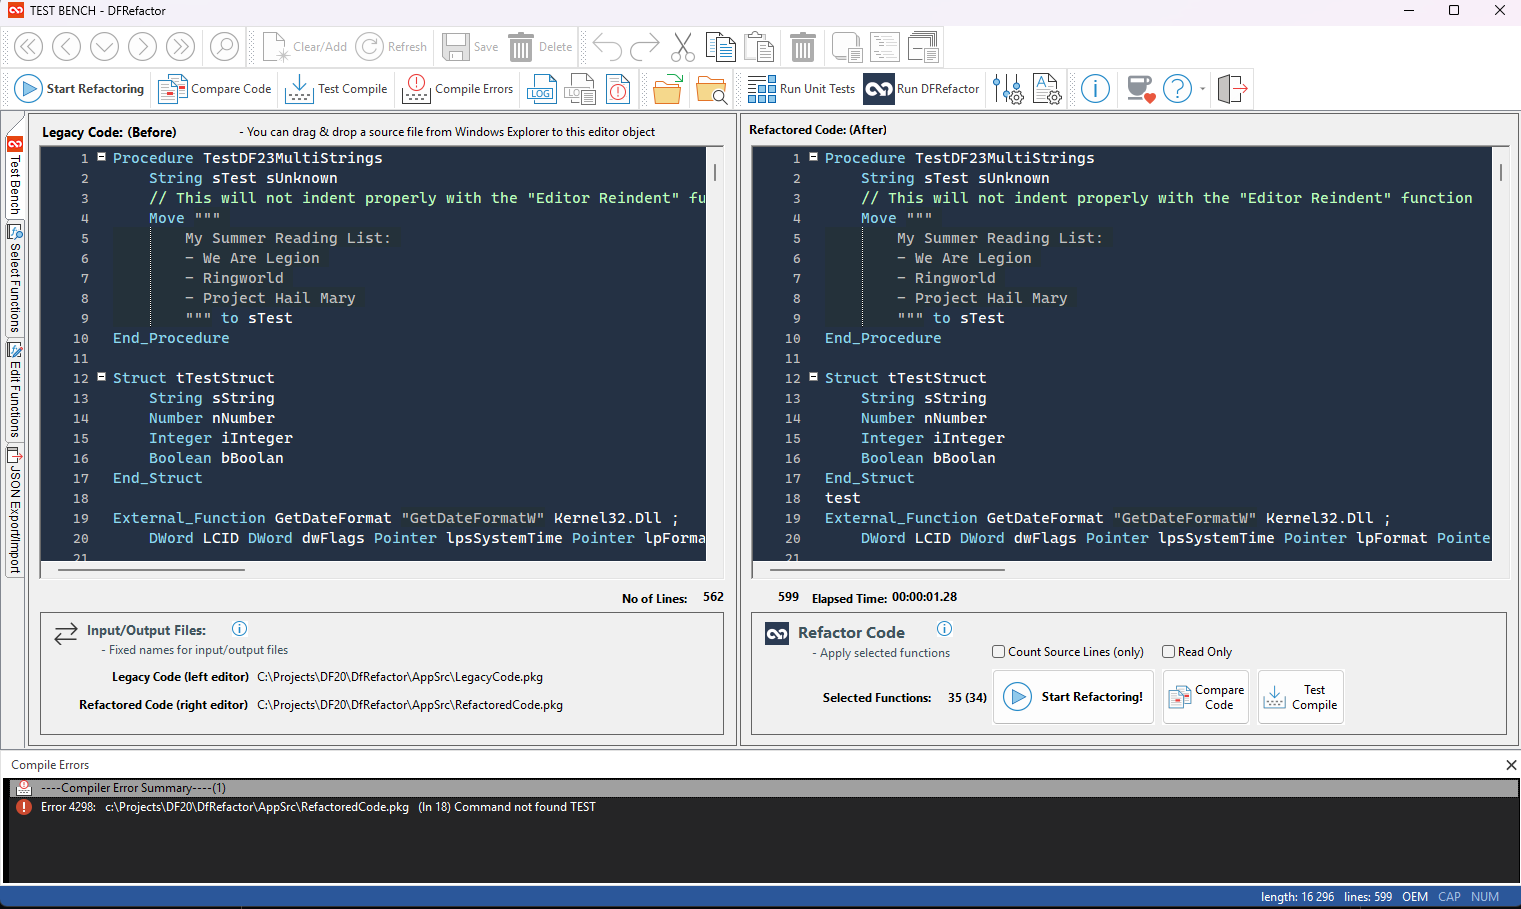 TEST BENCH - DFRefactor
Clear/Add Refresh Save Delete
Start Refactoring Compare Code Test Compile Compile Errors LOG LOG Run Unit Tests Run DFRefactor
Test Bench
Select Functions
Edit Functions
JSON Export/Import
Legacy Code: (Before) - You can drag & drop a source file from Windows Explorer to this editor object
1 Procedure TestDF23MultiStrings
2 String sTest sUnknown
3 // This will not indent properly with the "Editor Reindent" fu
4 Move """
5 My Summer Reading List:
6 - We Are Legion
7 - Ringworld
8 - Project Hail Mary
9 """ to sTest
10 End_Procedure
11
12 Struct tTestStruct
13 String sString
14 Number nNumber
15 Integer iInteger
16 Boolean bBoolan
17 End_Struct
18
19 External_Function GetDateFormat "GetDateFormatW" Kernel32.Dll ;
20 DWord LCID DWord dwFlags Pointer lpsSystemTime Pointer lpForma
21
No of Lines: 562
Refactored Code: (After)
1 Procedure TestDF23MultiStrings
2 String sTest sUnknown
3 // This will not indent properly with the "Editor Reindent" function
4 Move """
5 My Summer Reading List:
6 - We Are Legion
7 - Ringworld
8 - Project Hail Mary
9 """ to sTest
10 End_Procedure
11
12 Struct tTestStruct
13 String sString
14 Number nNumber
15 Integer iInteger
16 Boolean bBoolan
17 End_Struct
18 test
19 External_Function GetDateFormat "GetDateFormatW" Kernel32.Dll ;
20 DWord LCID DWord dwFlags Pointer lpsSystemTime Pointer lpFormat Pointe
21
599 Elapsed Time: 00:00:01.28
Input/Output Files:
- Fixed names for input/output files
Legacy Code (left editor) C:\Projects\DF20\DfRefactor\AppSrc\LegacyCode.pkg
Refactored Code (right editor) C:\Projects\DF20\DfRefactor\AppSrc\RefactoredCode.pkg
Refactor Code
- Apply selected functions
Count Source Lines (only) Read Only
Selected Functions: 35 (34) Start Refactoring!
Compare Code
Test Compile
Compile Errors
----Compiler Error Summary----(1)
Error 4298: c:\Projects\DF20\DfRefactor\AppSrc\RefactoredCode.pkg (ln 18) Command not found TEST
length: 16 296 lines: 599 OEM CAP NUM